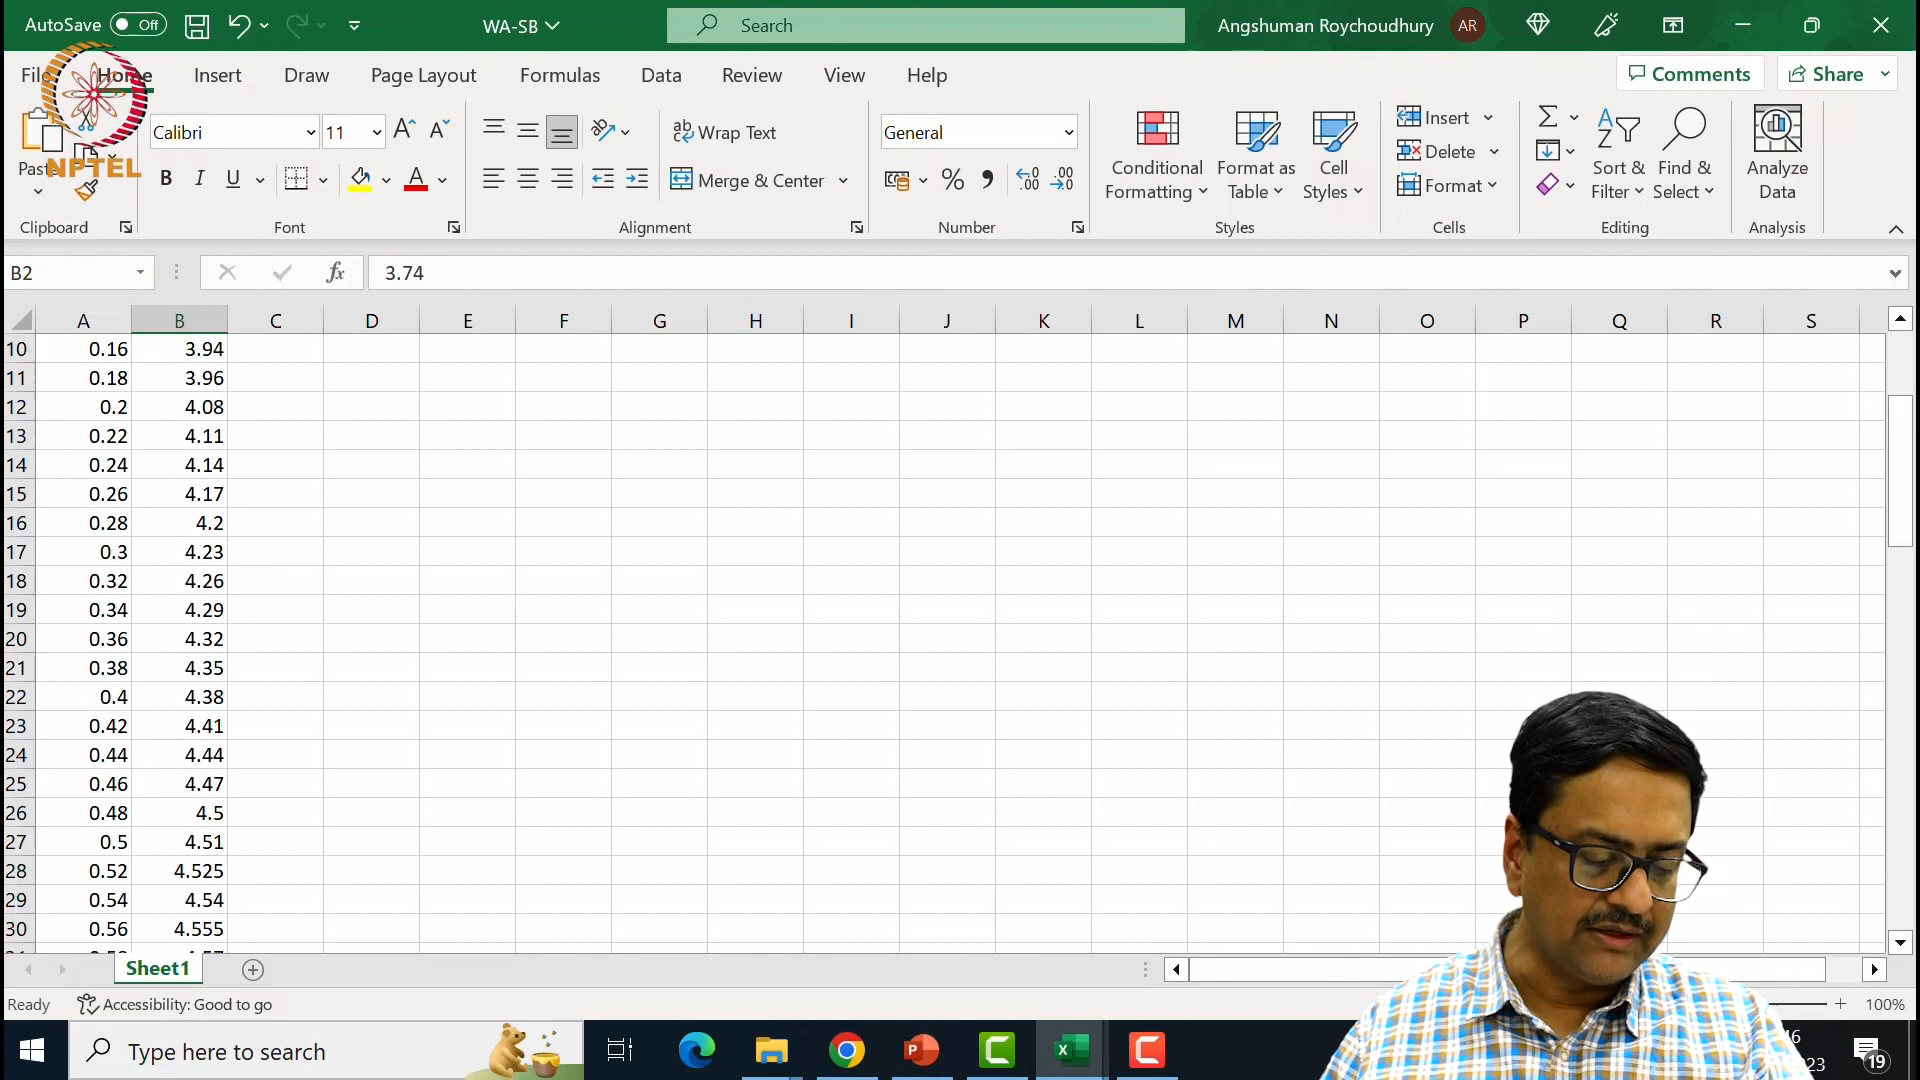 AutoSave Off WA-SB Search Angshuman Roychoudhury AR
File Home Insert Draw Page Layout Formulas Data Review View Help Comments Share
NPTEL
Paste Calibri 11 Wrap Text General
Merge & Center
Conditional Formatting Format as Table Cell Styles
Insert
Delete
Format
Sort & Filter Find & Select Analyze Data
Clipboard Font Alignment Number Styles Cells Editing Analysis
B2 fx 3.74
A B C D E F G H I J K L M N O P Q R S
10 0.16 3.94
11 0.18 3.96
12 0.2 4.08
13 0.22 4.11
14 0.24 4.14
15 0.26 4.17
16 0.28 4.2
17 0.3 4.23
18 0.32 4.26
19 0.34 4.29
20 0.36 4.32
21 0.38 4.35
22 0.4 4.38
23 0.42 4.41
24 0.44 4.44
25 0.46 4.47
26 0.48 4.5
27 0.5 4.51
28 0.52 4.525
29 0.54 4.54
30 0.56 4.555
Sheet1
Ready Accessibility: Good to go 100%
Type here to search 19